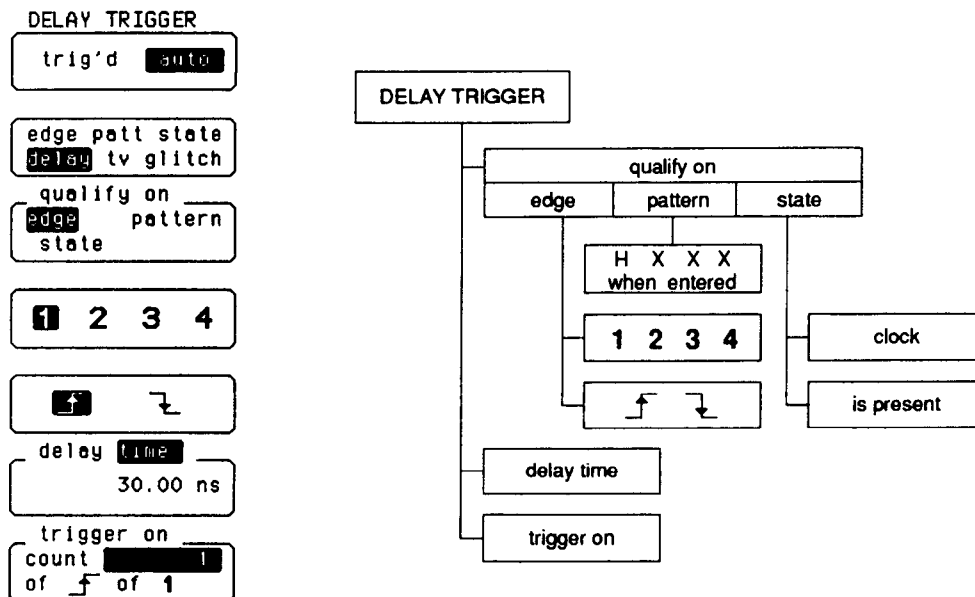 DELAY TRIGGER
trig'd auto
edge patt state
delay tv glitch
qualify on
edge pattern
state
1 2 3 4
delay time
30.00 ns
trigger on
count 1
of of 1
DELAY TRIGGER
qualify on
edge pattern state
H X X X
when entered
1 2 3 4
clock
is present
delay time
trigger on